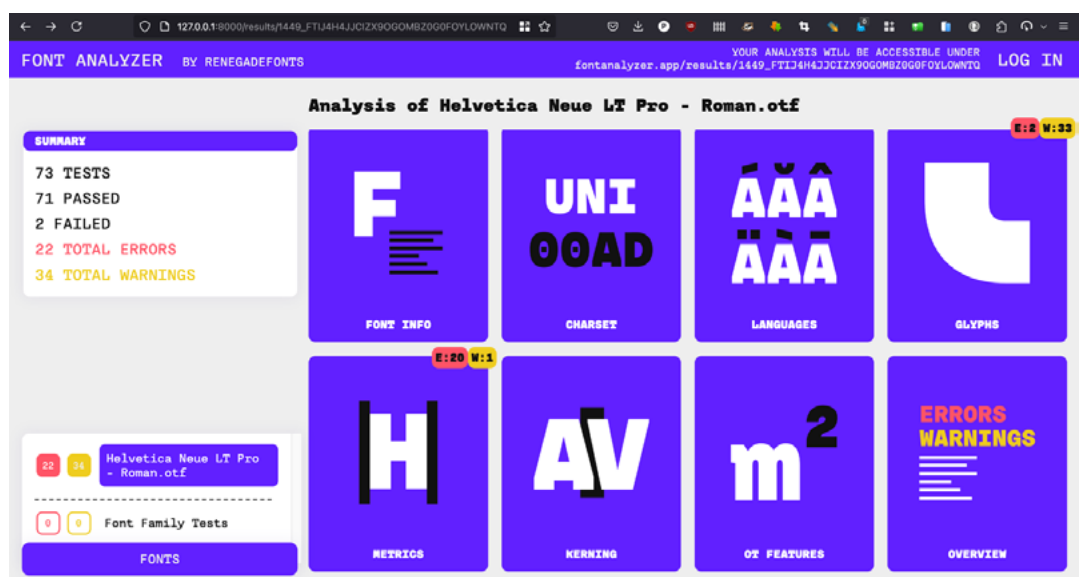 127.0.0.1:8000/results/1449_FTIJ4H4JJCIZX9OGOMBZ0G0FOYLOWNTQ
FONT ANALYZER BY RENEGADEFONTS
YOUR ANALYSIS WILL BE ACCESSIBLE UNDER
fontanalyzer.app/results/1449_FTIJ4H4JJCIZX9OGOMBZ0G0FOYLOWNTQ
LOG IN
Analysis of Helvetica Neue LT Pro - Roman.otf
SUMMARY
73 TESTS
71 PASSED
2 FAILED
22 TOTAL ERRORS
34 TOTAL WARNINGS
F
FONT INFO
UNI
00AD
CHARSET
ÁÅÂ
ÄÀĀ
LANGUAGES
E:2 W:33
GLYPHS
E:20 W:1
H
METRICS
AV
KERNING
m2
OT FEATURES
ERRORS
WARNINGS
OVERVIEW
22 34 Helvetica Neue LT Pro
- Roman.otf
0 0 Font Family Tests
FONTS